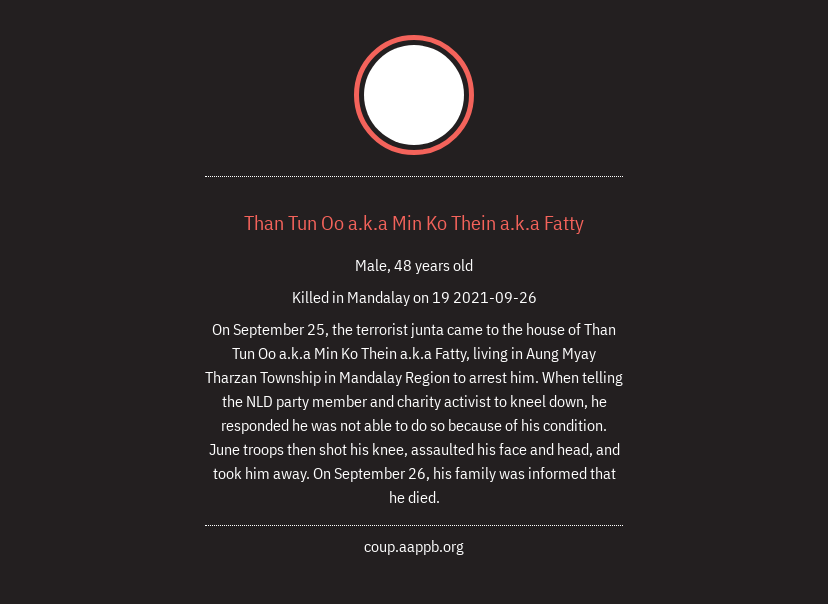 Than Tun Oo a.k.a Min Ko Thein a.k.a Fatty
Male, 48 years old
Killed in Mandalay on 19 2021-09-26
On September 25, the terrorist junta came to the house of Than
Tun Oo a.k.a Min Ko Thein a.k.a Fatty, living in Aung Myay
Tharzan Township in Mandalay Region to arrest him. When telling
the NLD party member and charity activist to kneel down, he
responded he was not able to do so because of his condition.
June troops then shot his knee, assaulted his face and head, and
took him away. On September 26, his family was informed that
he died.
coup.aappb.org